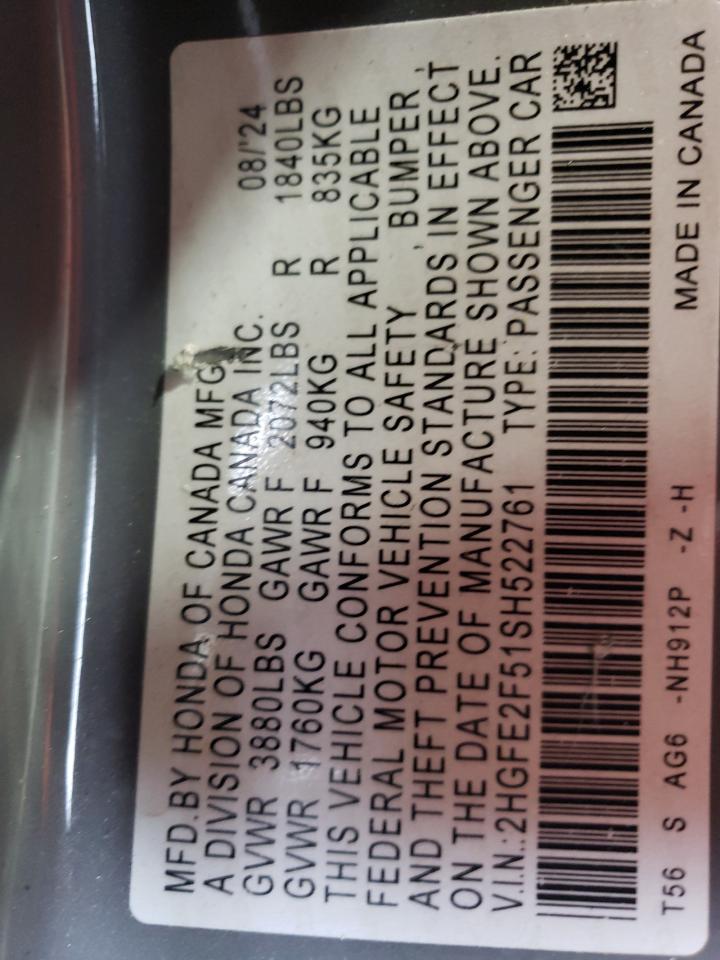 MFD.BY HONDA OF CANADA MFG.
A DIVISION OF HONDA CANADA INC. 08/'24
GVWR 3880LBS GAWR F 2072LBS R 1840LBS
GVWR 1760KG GAWR F 940KG R 835KG
THIS VEHICLE CONFORMS TO ALL APPLICABLE
FEDERAL MOTOR VEHICLE SAFETY , BUMPER ,
AND THEFT PREVENTION STANDARDS IN EFFECT
ON THE DATE OF MANUFACTURE SHOWN ABOVE.
V.I.N.:2HGFE2F51SH522761 TYPE: PASSENGER CAR
T56 S AG6 -NH912P -Z -H MADE IN CANADA